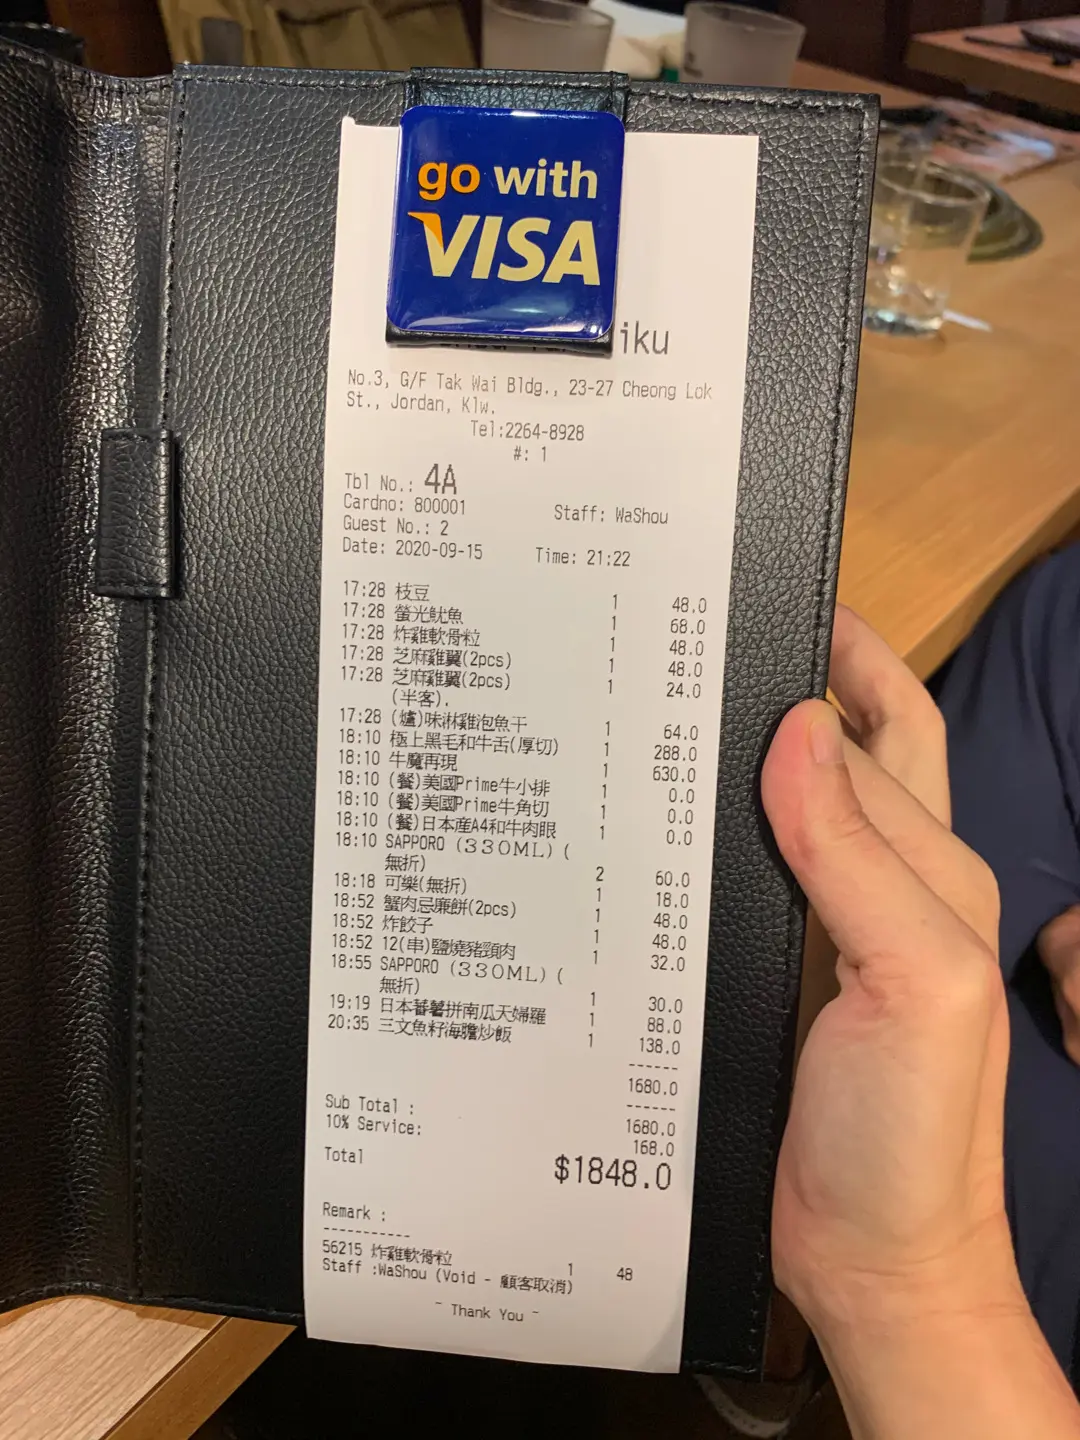 go with
VISA
iku
No.3, G/F Tak Wai Bldg., 23-27 Cheong Lok
St., Jordan, Klw.
Tel:2264-8928
#: 1
Tbl No.: 4A
Cardno: 800001 Staff: WaShou
Guest No.: 2
Date: 2020-09-15 Time: 21:22
17:28 枝豆 1 48.0
17:28 螢光魷魚 1 68.0
17:28 炸雞軟骨粒 1 48.0
17:28 芝麻雞翼(2pcs) 1 48.0
17:28 芝麻雞翼(2pcs) 1 24.0
(半客).
17:28 (爐)味淋雞泡魚干 1 64.0
18:10 極上黑毛和牛舌(厚切) 1 288.0
18:10 牛魔再現 1 630.0
18:10 (餐)美國Prime牛小排 1 0.0
18:10 (餐)美國Prime牛角切 1 0.0
18:10 (餐)日本產A4和牛肉眼 1 0.0
18:10 SAPPORO (330ML) (
無折) 2 60.0
18:18 可樂(無折) 1 18.0
18:52 蟹肉忌廉餅(2pcs) 1 48.0
18:52 炸餃子 1 48.0
18:52 12(串)鹽燒豬頸肉 1 32.0
18:55 SAPPORO (330ML) (
無折) 1 30.0
19:19 日本蕃薯拼南瓜天婦羅 1 88.0
20:35 三文魚籽海膽炒飯 1 138.0
------
1680.0
------
Sub Total : 1680.0
10% Service: 168.0
Total $1848.0
Remark :
-----------
56215 炸雞軟骨粒 1 48
Staff :WaShou (Void - 顧客取消)
~ Thank You ~